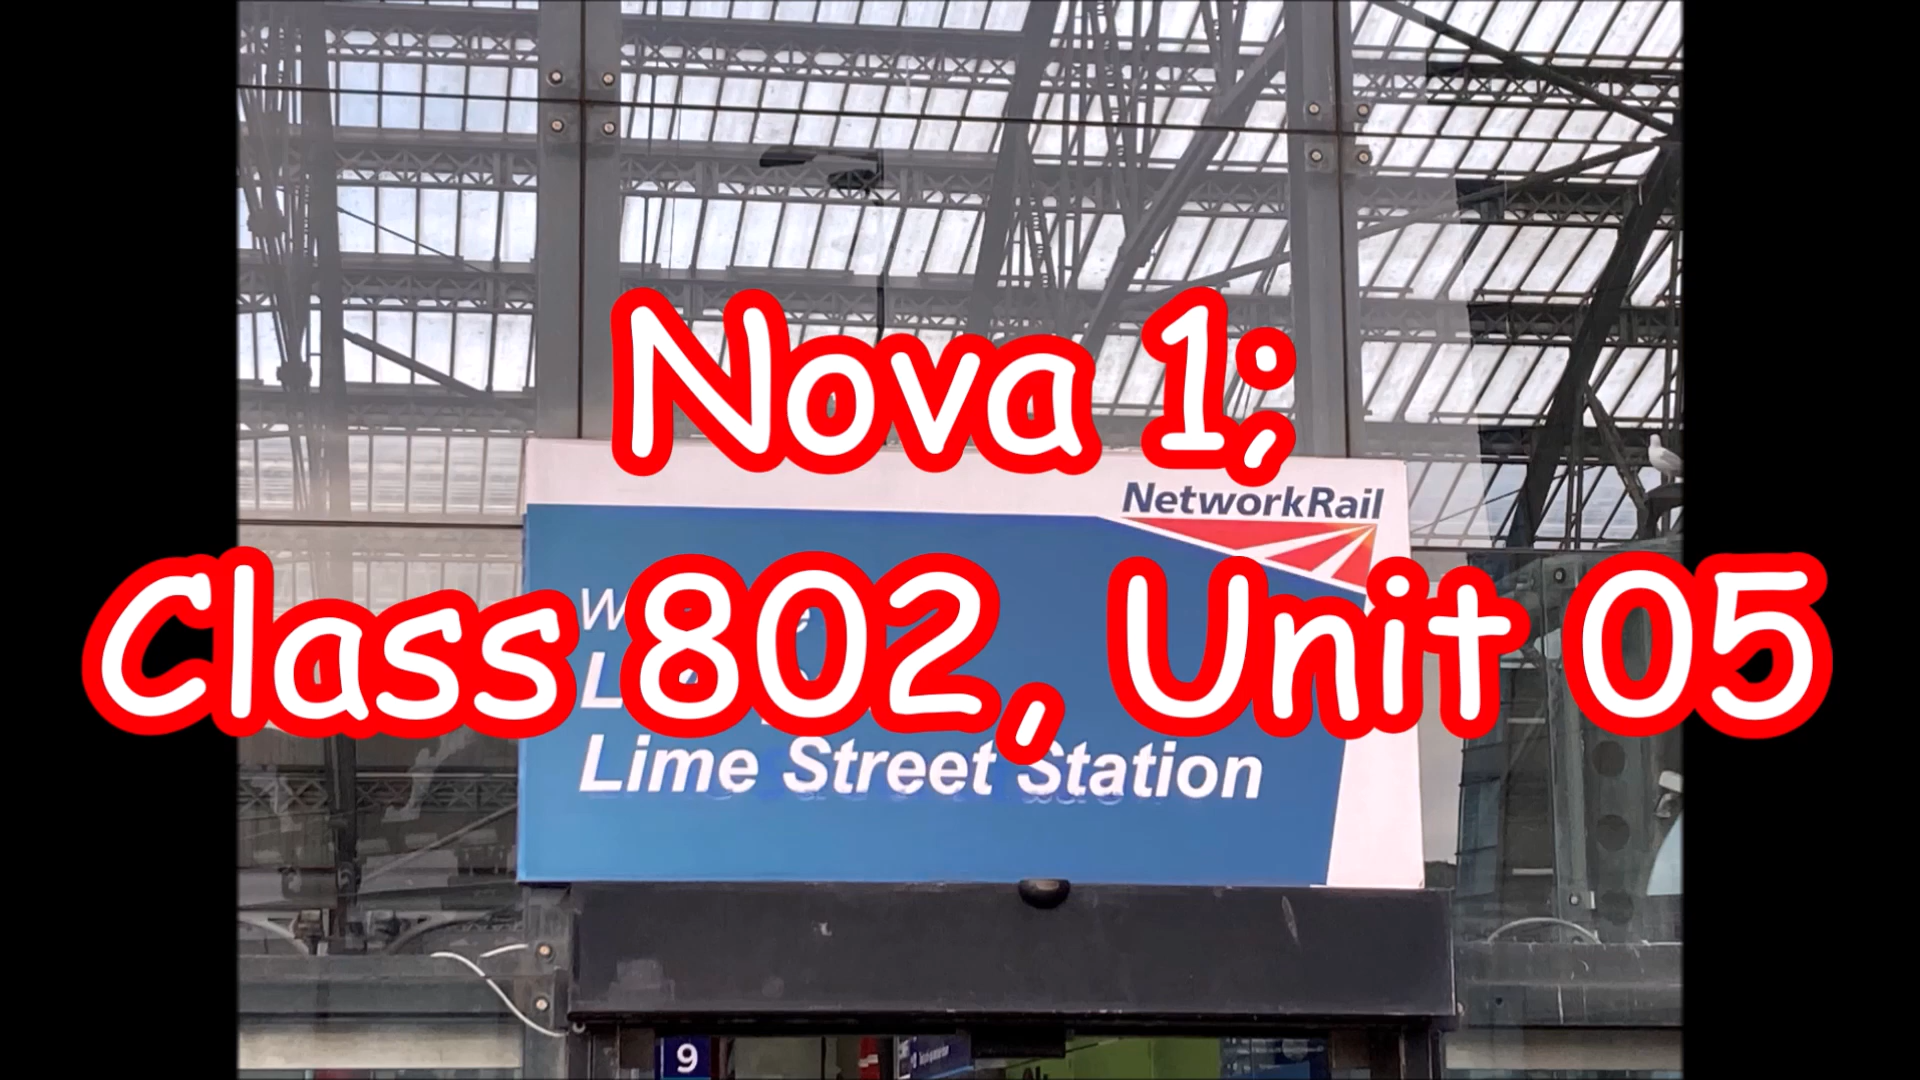 Nova 1;
NetworkRail
Class 802, Unit 05
Lime Street Station
9